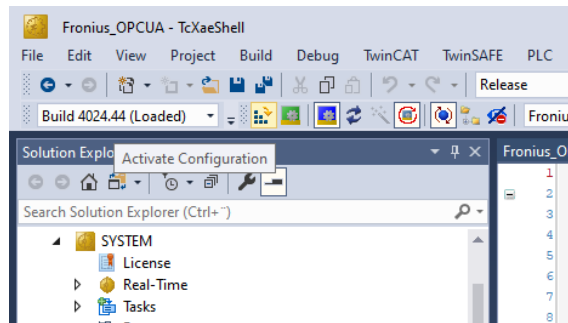 Fronius_OPCUA - TcXaeShell
File Edit View Project Build Debug TwinCAT TwinSAFE PLC
Release
Build 4024.44 (Loaded) Froniu
Solution Explo Fronius_O
Activate Configuration
1
Search Solution Explorer (Ctrl+¨) 2
3
SYSTEM 4
License 5
Real-Time 6
Tasks 7
8